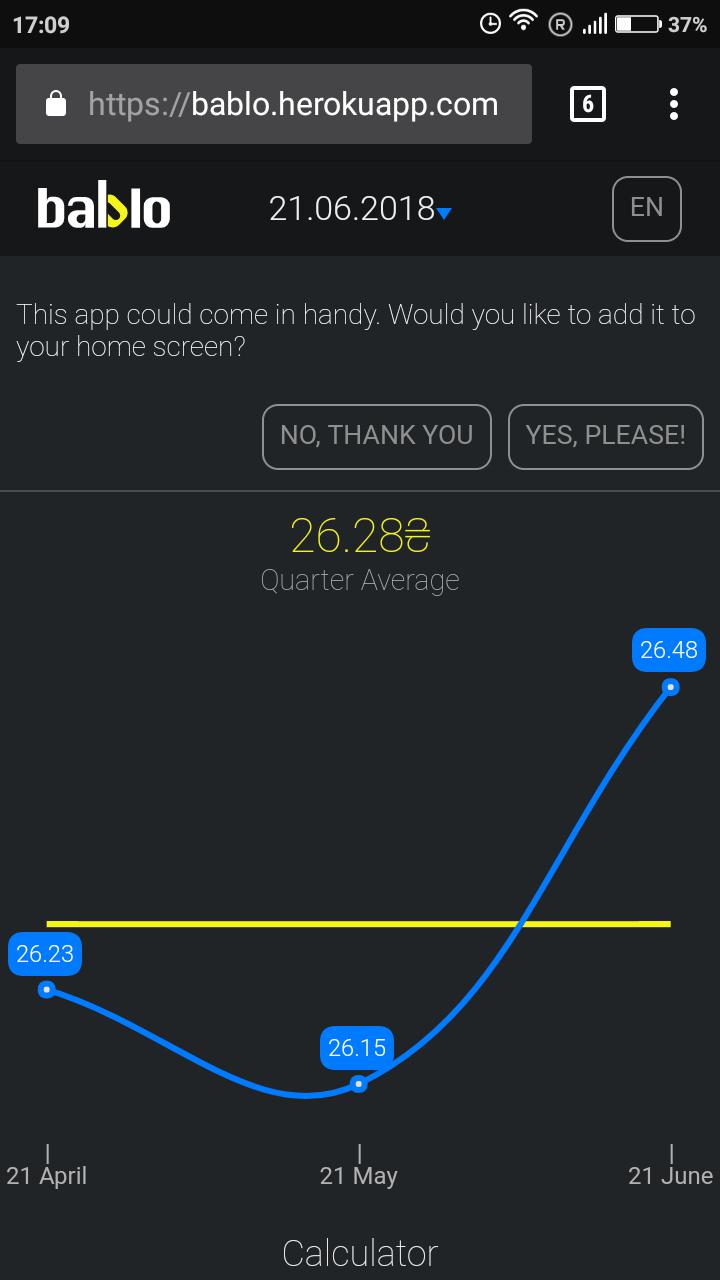 17:09
R
37%
https://bablo.herokuapp.com
6
bablo
21.06.2018
EN
This app could come in handy. Would you like to add it to
your home screen?
NO, THANK YOU
YES, PLEASE!
26.28₴
Quarter Average
26.48
26.23
26.15
21 April
21 May
21 June
Calculator